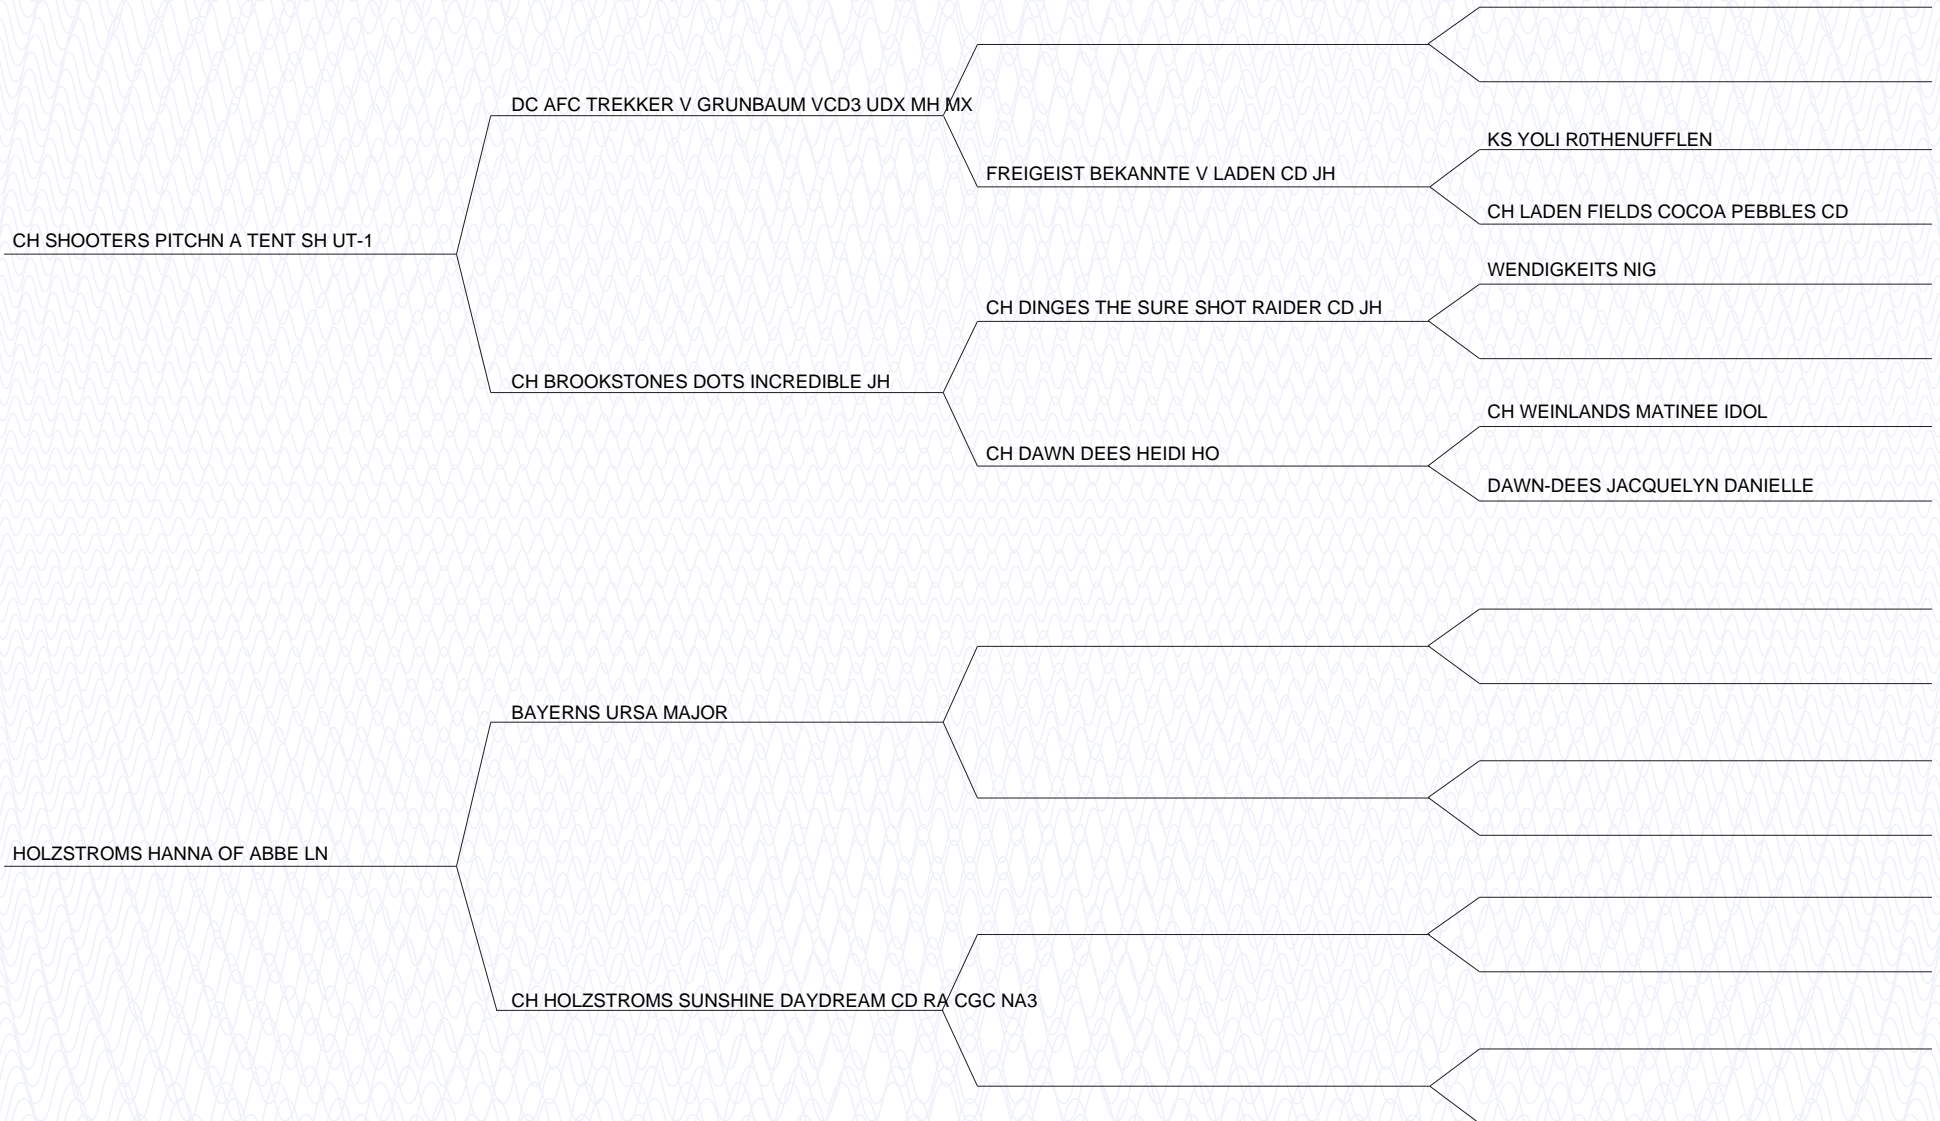 DC AFC TREKKER V GRUNBAUM VCD3 UDX MH MX
KS YOLI R0THENUFFLEN
FREIGEIST BEKANNTE V LADEN CD JH
CH LADEN FIELDS COCOA PEBBLES CD
CH SHOOTERS PITCHN A TENT SH UT-1
WENDIGKEITS NIG
CH DINGES THE SURE SHOT RAIDER CD JH
CH BROOKSTONES DOTS INCREDIBLE JH
CH WEINLANDS MATINEE IDOL
CH DAWN DEES HEIDI HO
DAWN-DEES JACQUELYN DANIELLE
BAYERNS URSA MAJOR
HOLZSTROMS HANNA OF ABBE LN
CH HOLZSTROMS SUNSHINE DAYDREAM CD RA CGC NA3